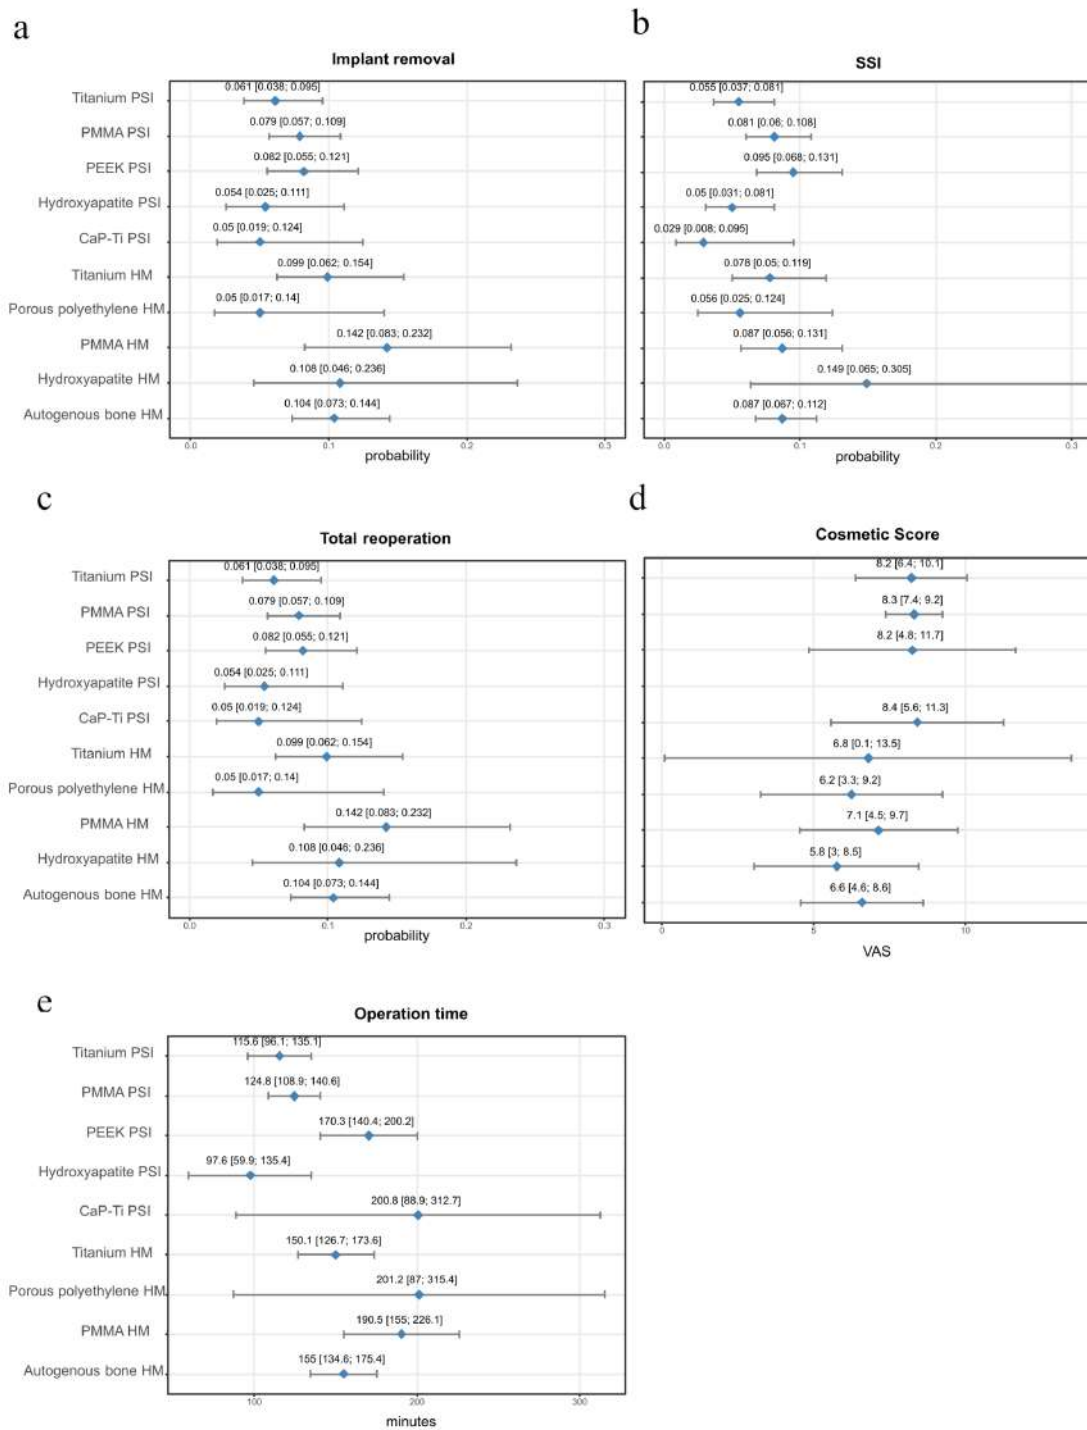 a
Implant removal
Titanium PSI
0.061 [0.038; 0.095]
PMMA PSI
0.079 [0.057; 0.109]
PEEK PSI
0.082 [0.055; 0.121]
Hydroxyapatite PSI
0.054 [0.025; 0.111]
CaP-Ti PSI
0.05 [0.019; 0.124]
Titanium HM
0.099 [0.062; 0.154]
Porous polyethylene HM
0.05 [0.017; 0.14]
PMMA HM
0.142 [0.083; 0.232]
Hydroxyapatite HM
0.108 [0.046; 0.236]
Autogenous bone HM
0.104 [0.073; 0.144]
0.0 0.1 0.2 0.3
probability
b
SSI
0.055 [0.037; 0.081]
0.081 [0.06; 0.108]
0.095 [0.068; 0.131]
0.05 [0.031; 0.081]
0.029 [0.008; 0.095]
0.078 [0.05; 0.119]
0.056 [0.025; 0.124]
0.087 [0.056; 0.131]
0.149 [0.065; 0.305]
0.087 [0.067; 0.112]
0.0 0.1 0.2 0.3
probability
c
Total reoperation
Titanium PSI
0.061 [0.038; 0.095]
PMMA PSI
0.079 [0.057; 0.109]
PEEK PSI
0.082 [0.055; 0.121]
Hydroxyapatite PSI
0.054 [0.025; 0.111]
CaP-Ti PSI
0.05 [0.019; 0.124]
Titanium HM
0.099 [0.062; 0.154]
Porous polyethylene HM
0.05 [0.017; 0.14]
PMMA HM
0.142 [0.083; 0.232]
Hydroxyapatite HM
0.108 [0.046; 0.236]
Autogenous bone HM
0.104 [0.073; 0.144]
0.0 0.1 0.2 0.3
probability
d
Cosmetic Score
8.2 [6.4; 10.1]
8.3 [7.4; 9.2]
8.2 [4.8; 11.7]
8.4 [5.6; 11.3]
6.8 [0.1; 13.5]
6.2 [3.3; 9.2]
7.1 [4.5; 9.7]
5.8 [3; 8.5]
6.6 [4.6; 8.6]
0 5 10
VAS
e
Operation time
Titanium PSI
115.6 [96.1; 135.1]
PMMA PSI
124.8 [108.9; 140.6]
PEEK PSI
170.3 [140.4; 200.2]
Hydroxyapatite PSI
97.6 [59.9; 135.4]
CaP-Ti PSI
200.8 [88.9; 312.7]
Titanium HM
150.1 [126.7; 173.6]
Porous polyethylene HM
201.2 [87; 315.4]
PMMA HM
190.5 [155; 226.1]
Autogenous bone HM
155 [134.6; 175.4]
100 200 300
minutes